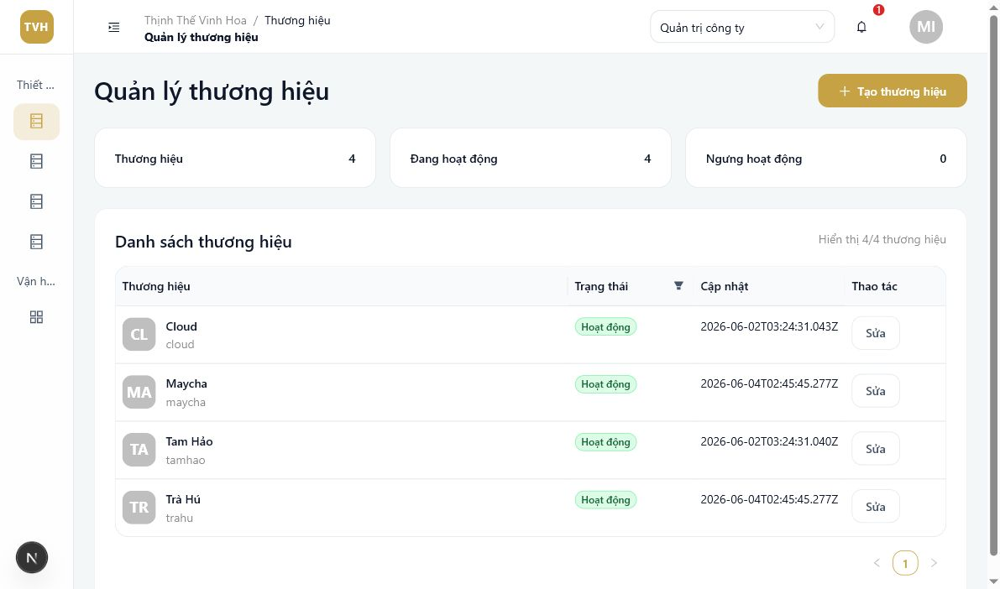 TVH
Thịnh Thế Vinh Hoa / Thương hiệu
Quản lý thương hiệu
Quản trị công ty
1
MI
Thiết ...
Vận h...
N
Quản lý thương hiệu
+ Tạo thương hiệu
Thương hiệu 4
Đang hoạt động 4
Ngưng hoạt động 0
Danh sách thương hiệu
Hiển thị 4/4 thương hiệu
Thương hiệu Trạng thái Cập nhật Thao tác
CL Cloud Hoạt động 2026-06-02T03:24:31.043Z Sửa
cloud
MA Maycha Hoạt động 2026-06-04T02:45:45.277Z Sửa
maycha
TA Tam Hảo Hoạt động 2026-06-02T03:24:31.040Z Sửa
tamhao
TR Trà Hú Hoạt động 2026-06-04T02:45:45.277Z Sửa
trahu
< 1 >